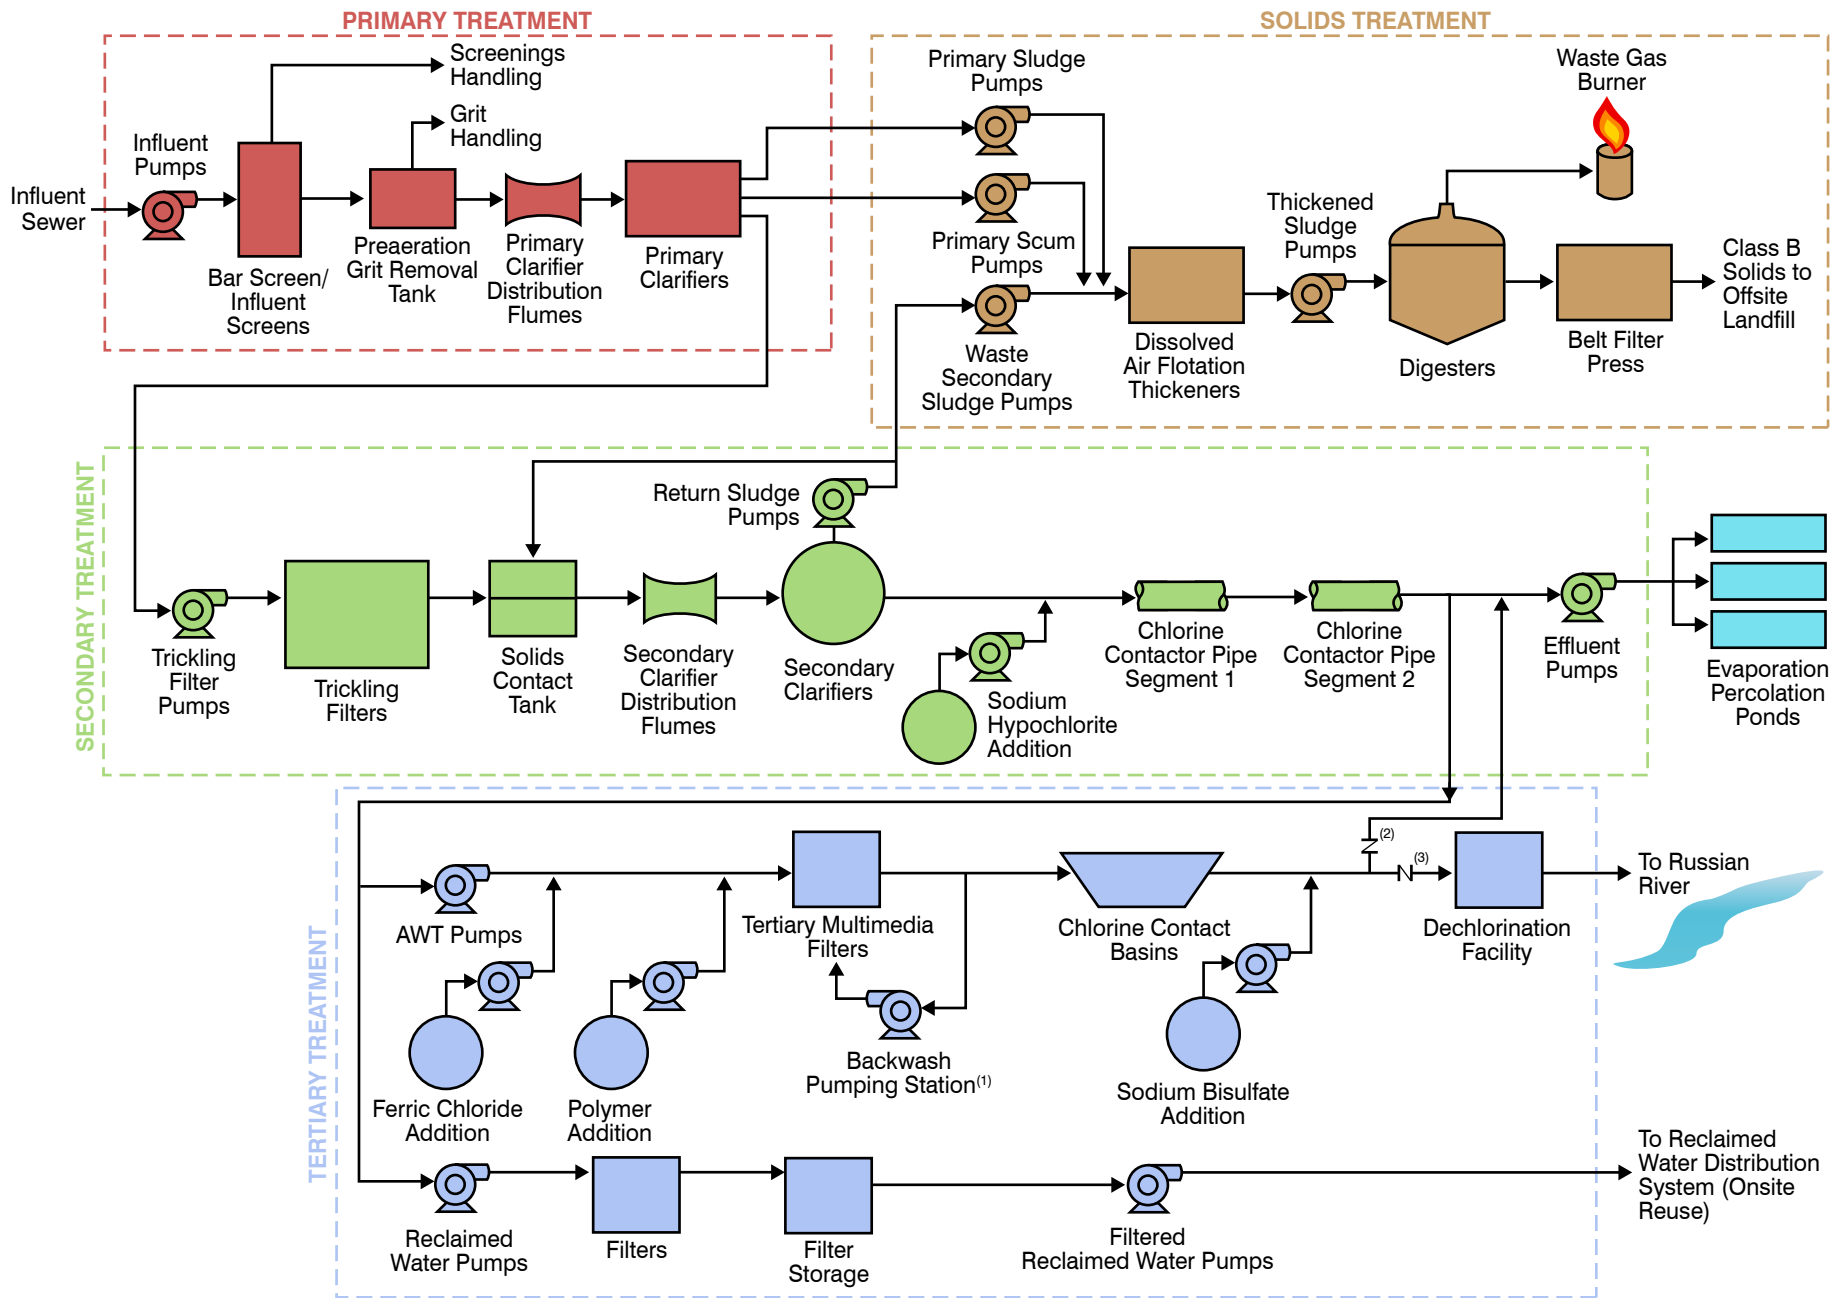 PRIMARY TREATMENT
SOLIDS TREATMENT
Screenings
Handling
Grit
Handling
Influent
Pumps
Influent
Sewer
Bar Screen/
Influent
Screens
Preaeration
Grit Removal
Tank
Primary
Clarifier
Distribution
Flumes
Primary
Clarifiers
Primary Sludge
Pumps
Primary Scum
Pumps
Waste
Secondary
Sludge Pumps
Dissolved
Air Flotation
Thickeners
Thickened
Sludge
Pumps
Digesters
Waste Gas
Burner
Belt Filter
Press
Class B
Solids to
Offsite
Landfill
SECONDARY TREATMENT
Trickling
Filter
Pumps
Trickling
Filters
Solids
Contact
Tank
Secondary
Clarifier
Distribution
Flumes
Return Sludge
Pumps
Secondary
Clarifiers
Sodium
Hypochlorite
Addition
Chlorine
Contactor Pipe
Segment 1
Chlorine
Contactor Pipe
Segment 2
Effluent
Pumps
Evaporation
Percolation
Ponds
TERTIARY TREATMENT
AWT Pumps
Ferric Chloride
Addition
Polymer
Addition
Tertiary Multimedia
Filters
Backwash
Pumping Station(1)
Chlorine Contact
Basins
Sodium Bisulfate
Addition
(2)
(3)
Dechlorination
Facility
To Russian
River
Reclaimed
Water Pumps
Filters
Filter
Storage
Filtered
Reclaimed Water Pumps
To Reclaimed
Water Distribution
System (Onsite
Reuse)